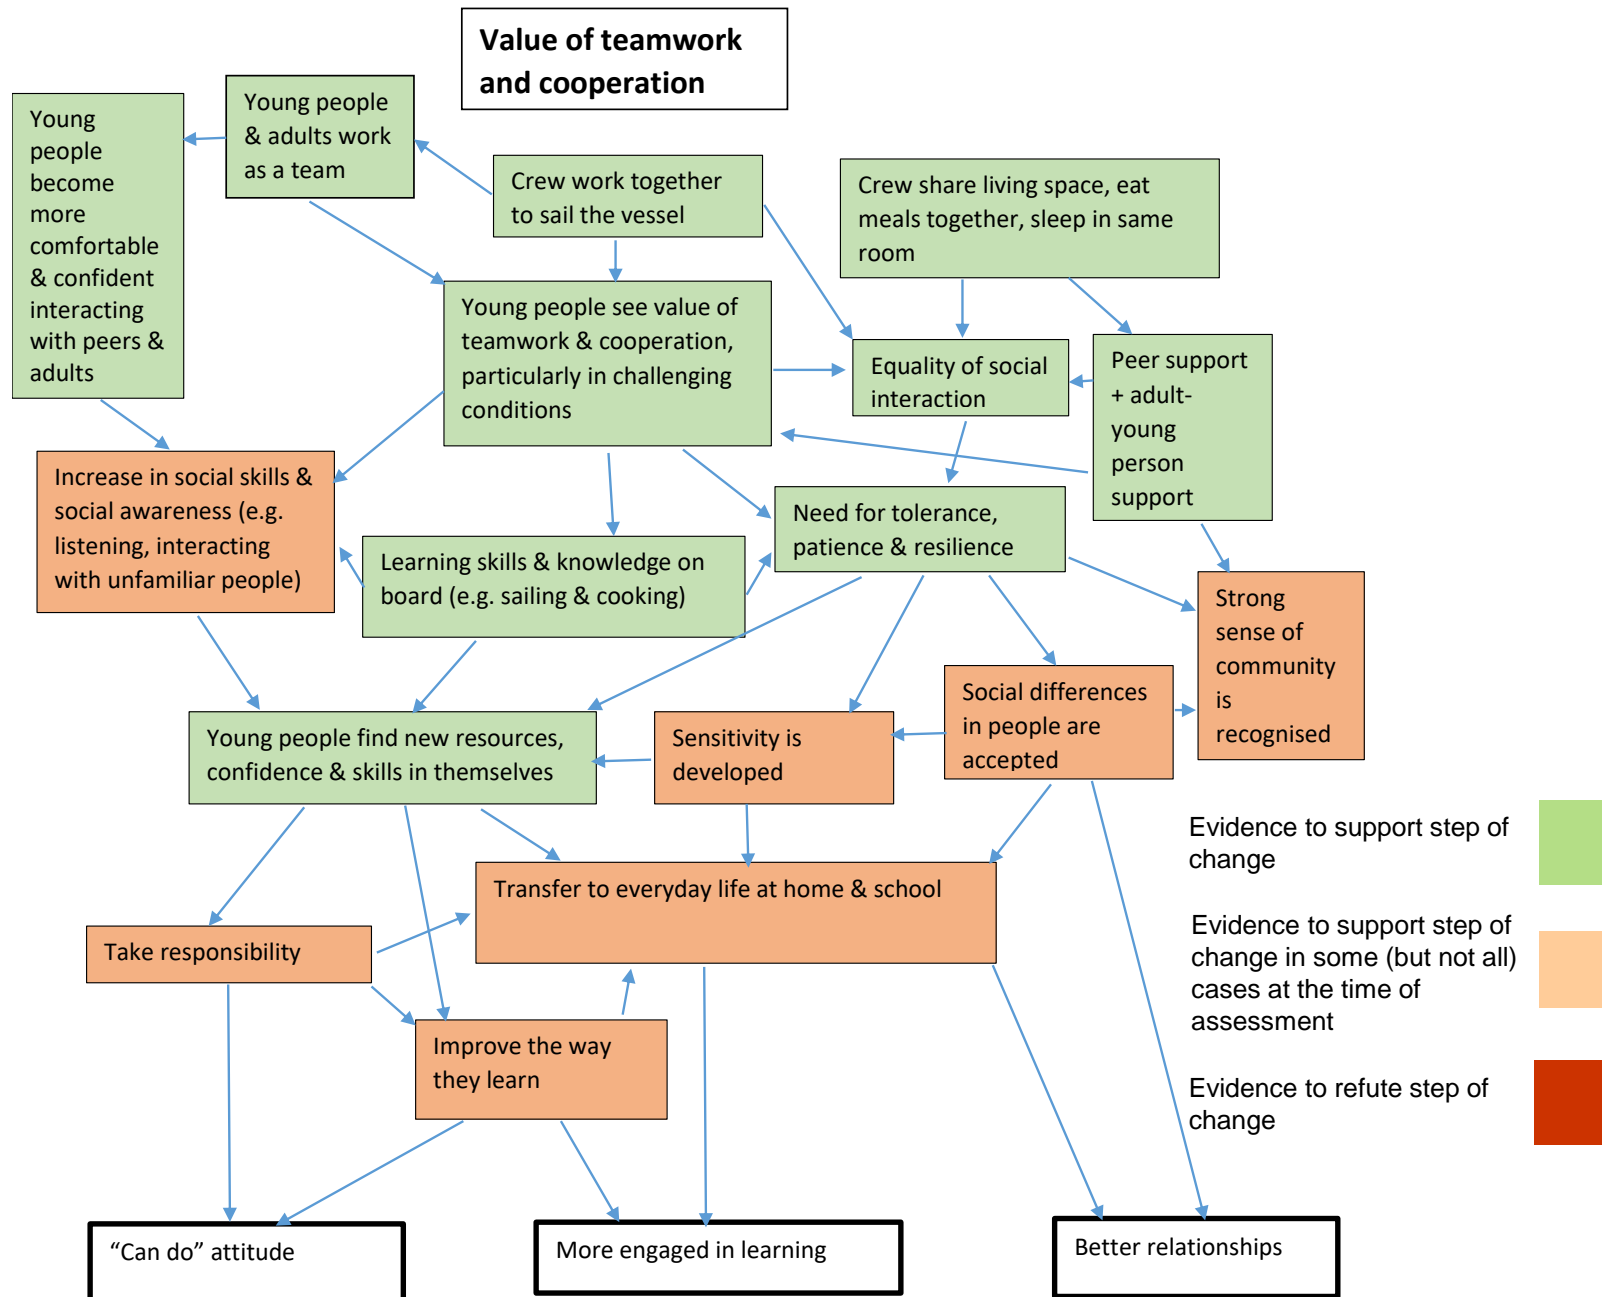 Value of teamwork
and cooperation
Young
people
become
more
comfortable
& confident
interacting
with peers &
adults
Young people
& adults work
as a team
Crew work together
to sail the vessel
Crew share living space, eat
meals together, sleep in same
room
Young people see value of
teamwork & cooperation,
particularly in challenging
conditions
Equality of social
interaction
Peer support
+ adult-
young
person
support
Increase in social skills &
social awareness (e.g.
listening, interacting
with unfamiliar people)
Learning skills & knowledge on
board (e.g. sailing & cooking)
Need for tolerance,
patience & resilience
Strong
sense of
community
is
recognised
Young people find new resources,
confidence & skills in themselves
Sensitivity is
developed
Social differences
in people are
accepted
Evidence to support step of
change
Transfer to everyday life at home & school
Take responsibility
Evidence to support step of
change in some (but not all)
cases at the time of
assessment
Improve the way
they learn
Evidence to refute step of
change
“Can do” attitude
More engaged in learning
Better relationships